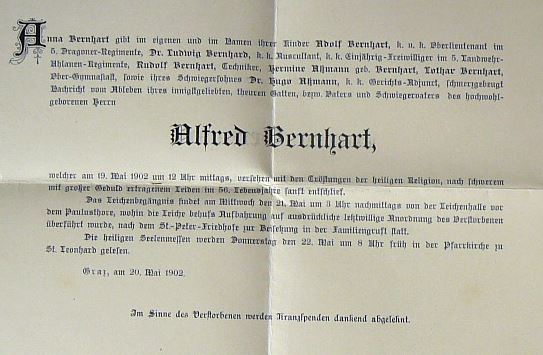 Anna Bernhart gibt im eigenen und im Namen ihrer Kinder Adolf Bernhart, k. u. k. Oberlieutenant im
5. Dragoner-Regimente, Dr. Ludwig Bernhard, k. k. Auscultant, k. k. Einjährig-Freiwilliger im 5. Landwehr-
Uhlanen-Regimente, Rudolf Bernhart, Techniker, Hermine Aßmann geb. Bernhart, Lothar Bernhart,
Ober-Gymnasiast, sowie ihres Schwiegersohnes Dr. Hugo Aßmann, k. k. Gerichts-Adjunct, schmerzgebeugt
Nachricht vom Ableben ihres innigstgeliebten, theuren Gatten, bezw. Vaters und Schwiegervaters des hochwohl-
geborenen Herrn
Alfred Bernhart,
welcher am 19. Mai 1902 um 12 Uhr mittags, versehen mit den Tröstungen der heiligen Religion, nach schwerem
mit großer Geduld ertragenem Leiden im 56. Lebensjahre sanft entschlief.
Das Leichenbegängnis findet am Mittwoch den 21. Mai um 3 Uhr nachmittags von der Leichenhalle vor
dem Paulusthore, wohin die Leiche behufs Aufbahrung auf ausdrückliche letztwillige Anordnung des Verstorbenen
überführt wurde, nach dem St.-Peter-Friedhofe zur Beisetzung in der Familiengruft statt.
Die heiligen Seelenmessen werden Donnerstag den 22. Mai um 8 Uhr früh in der Pfarrkirche zu
St. Leonhard gelesen.
Graz, am 20. Mai 1902.
Im Sinne des Verstorbenen werden Kranzspenden dankend abgelehnt.